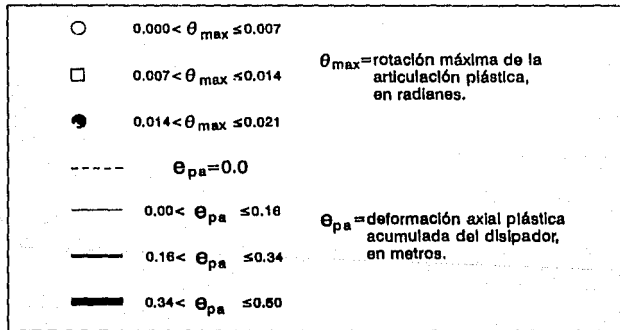 0.000< θmax ≤0.007
0.007< θmax ≤0.014
0.014< θmax ≤0.021
θmax=rotación máxima de la
articulación plástica,
en radianes.
epa=0.0
0.00< epa ≤0.16
0.16< epa ≤0.34
0.34< epa ≤0.50
epa=deformación axial plástica
acumulada del disipador,
en metros.